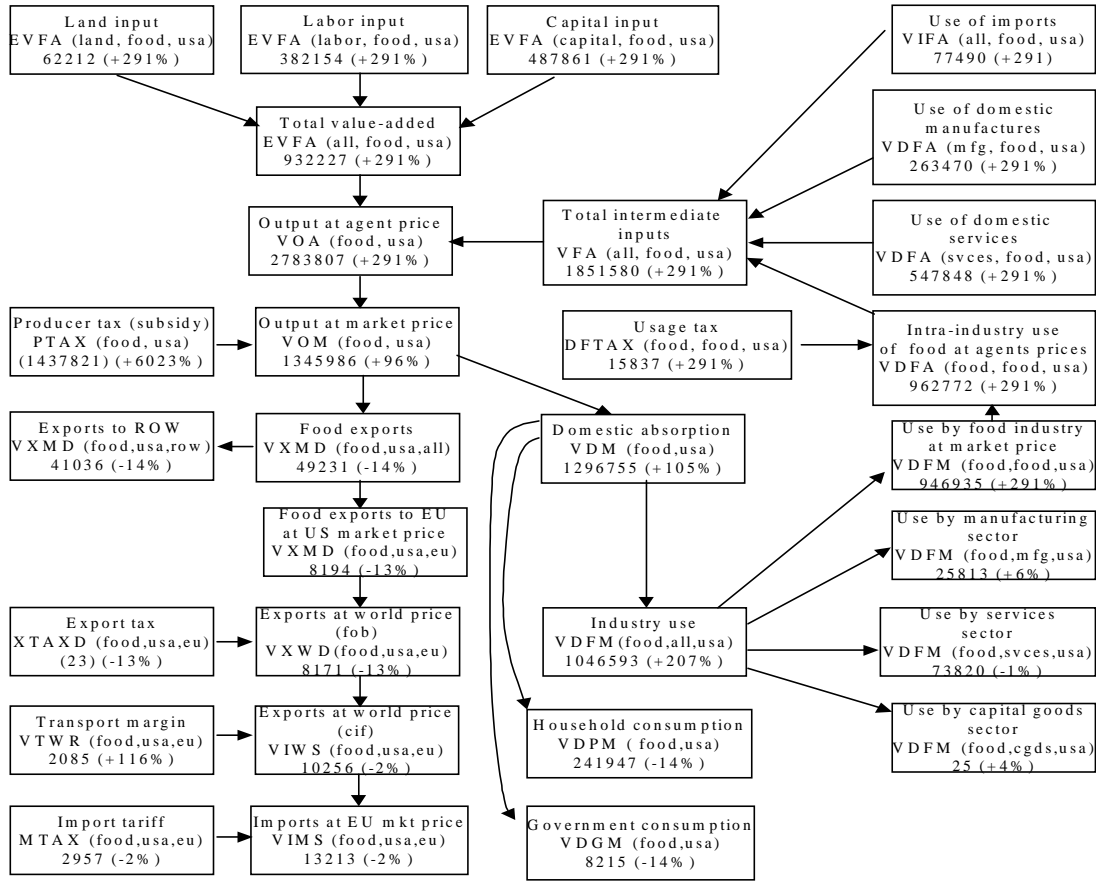 Land input
EVFA (land, food, usa)
62212 (+291%)
Labor input
EVFA (labor, food, usa)
382154 (+291%)
Capital input
EVFA (capital, food, usa)
487861 (+291%)
Use of imports
VIFA (all, food, usa)
77490 (+291)
Total value-added
EVFA (all, food, usa)
932227 (+291%)
Use of domestic
manufactures
VDFA (mfg, food, usa)
263470 (+291%)
Output at agent price
VOA (food, usa)
2783807 (+291%)
Total intermediate
inputs
VFA (all, food, usa)
1851580 (+291%)
Use of domestic
services
VDFA (svces, food, usa)
547848 (+291%)
Producer tax (subsidy)
PTAX (food, usa)
(1437821) (+6023%)
Output at market price
VOM (food, usa)
1345986 (+96%)
Usage tax
DFTAX (food, food, usa)
15837 (+291%)
Intra-industry use
of food at agents prices
VDFA (food, food, usa)
962772 (+291%)
Exports to ROW
VXMD (food,usa,row)
41036 (-14%)
Food exports
VXMD (food,usa,all)
49231 (-14%)
Domestic absorption
VDM (food,usa)
1296755 (+105%)
Use by food industry
at market price
VDFM (food,food,usa)
946935 (+291%)
Food exports to EU
at US market price
VXMD (food,usa,eu)
8194 (-13%)
Use by manufacturing
sector
VDFM (food,mfg,usa)
25813 (+6%)
Export tax
XTAXD (food,usa,eu)
(23) (-13%)
Exports at world price
(fob)
VXWD(food,usa,eu)
8171 (-13%)
Industry use
VDFM(food,all,usa)
1046593 (+207%)
Use by services
sector
VDFM (food,svces,usa)
73820 (-1%)
Transport margin
VTWR (food,usa,eu)
2085 (+116%)
Exports at world price
(cif)
VIWS (food,usa,eu)
10256 (-2%)
Household consumption
VDPM ( food,usa)
241947 (-14%)
Use by capital goods
sector
VDFM (food,cgds,usa)
25 (+4%)
Import tariff
MTAX (food,usa,eu)
2957 (-2%)
Imports at EU mkt price
VIMS (food,usa,eu)
13213 (-2%)
Government consumption
VDGM (food,usa)
8215 (-14%)